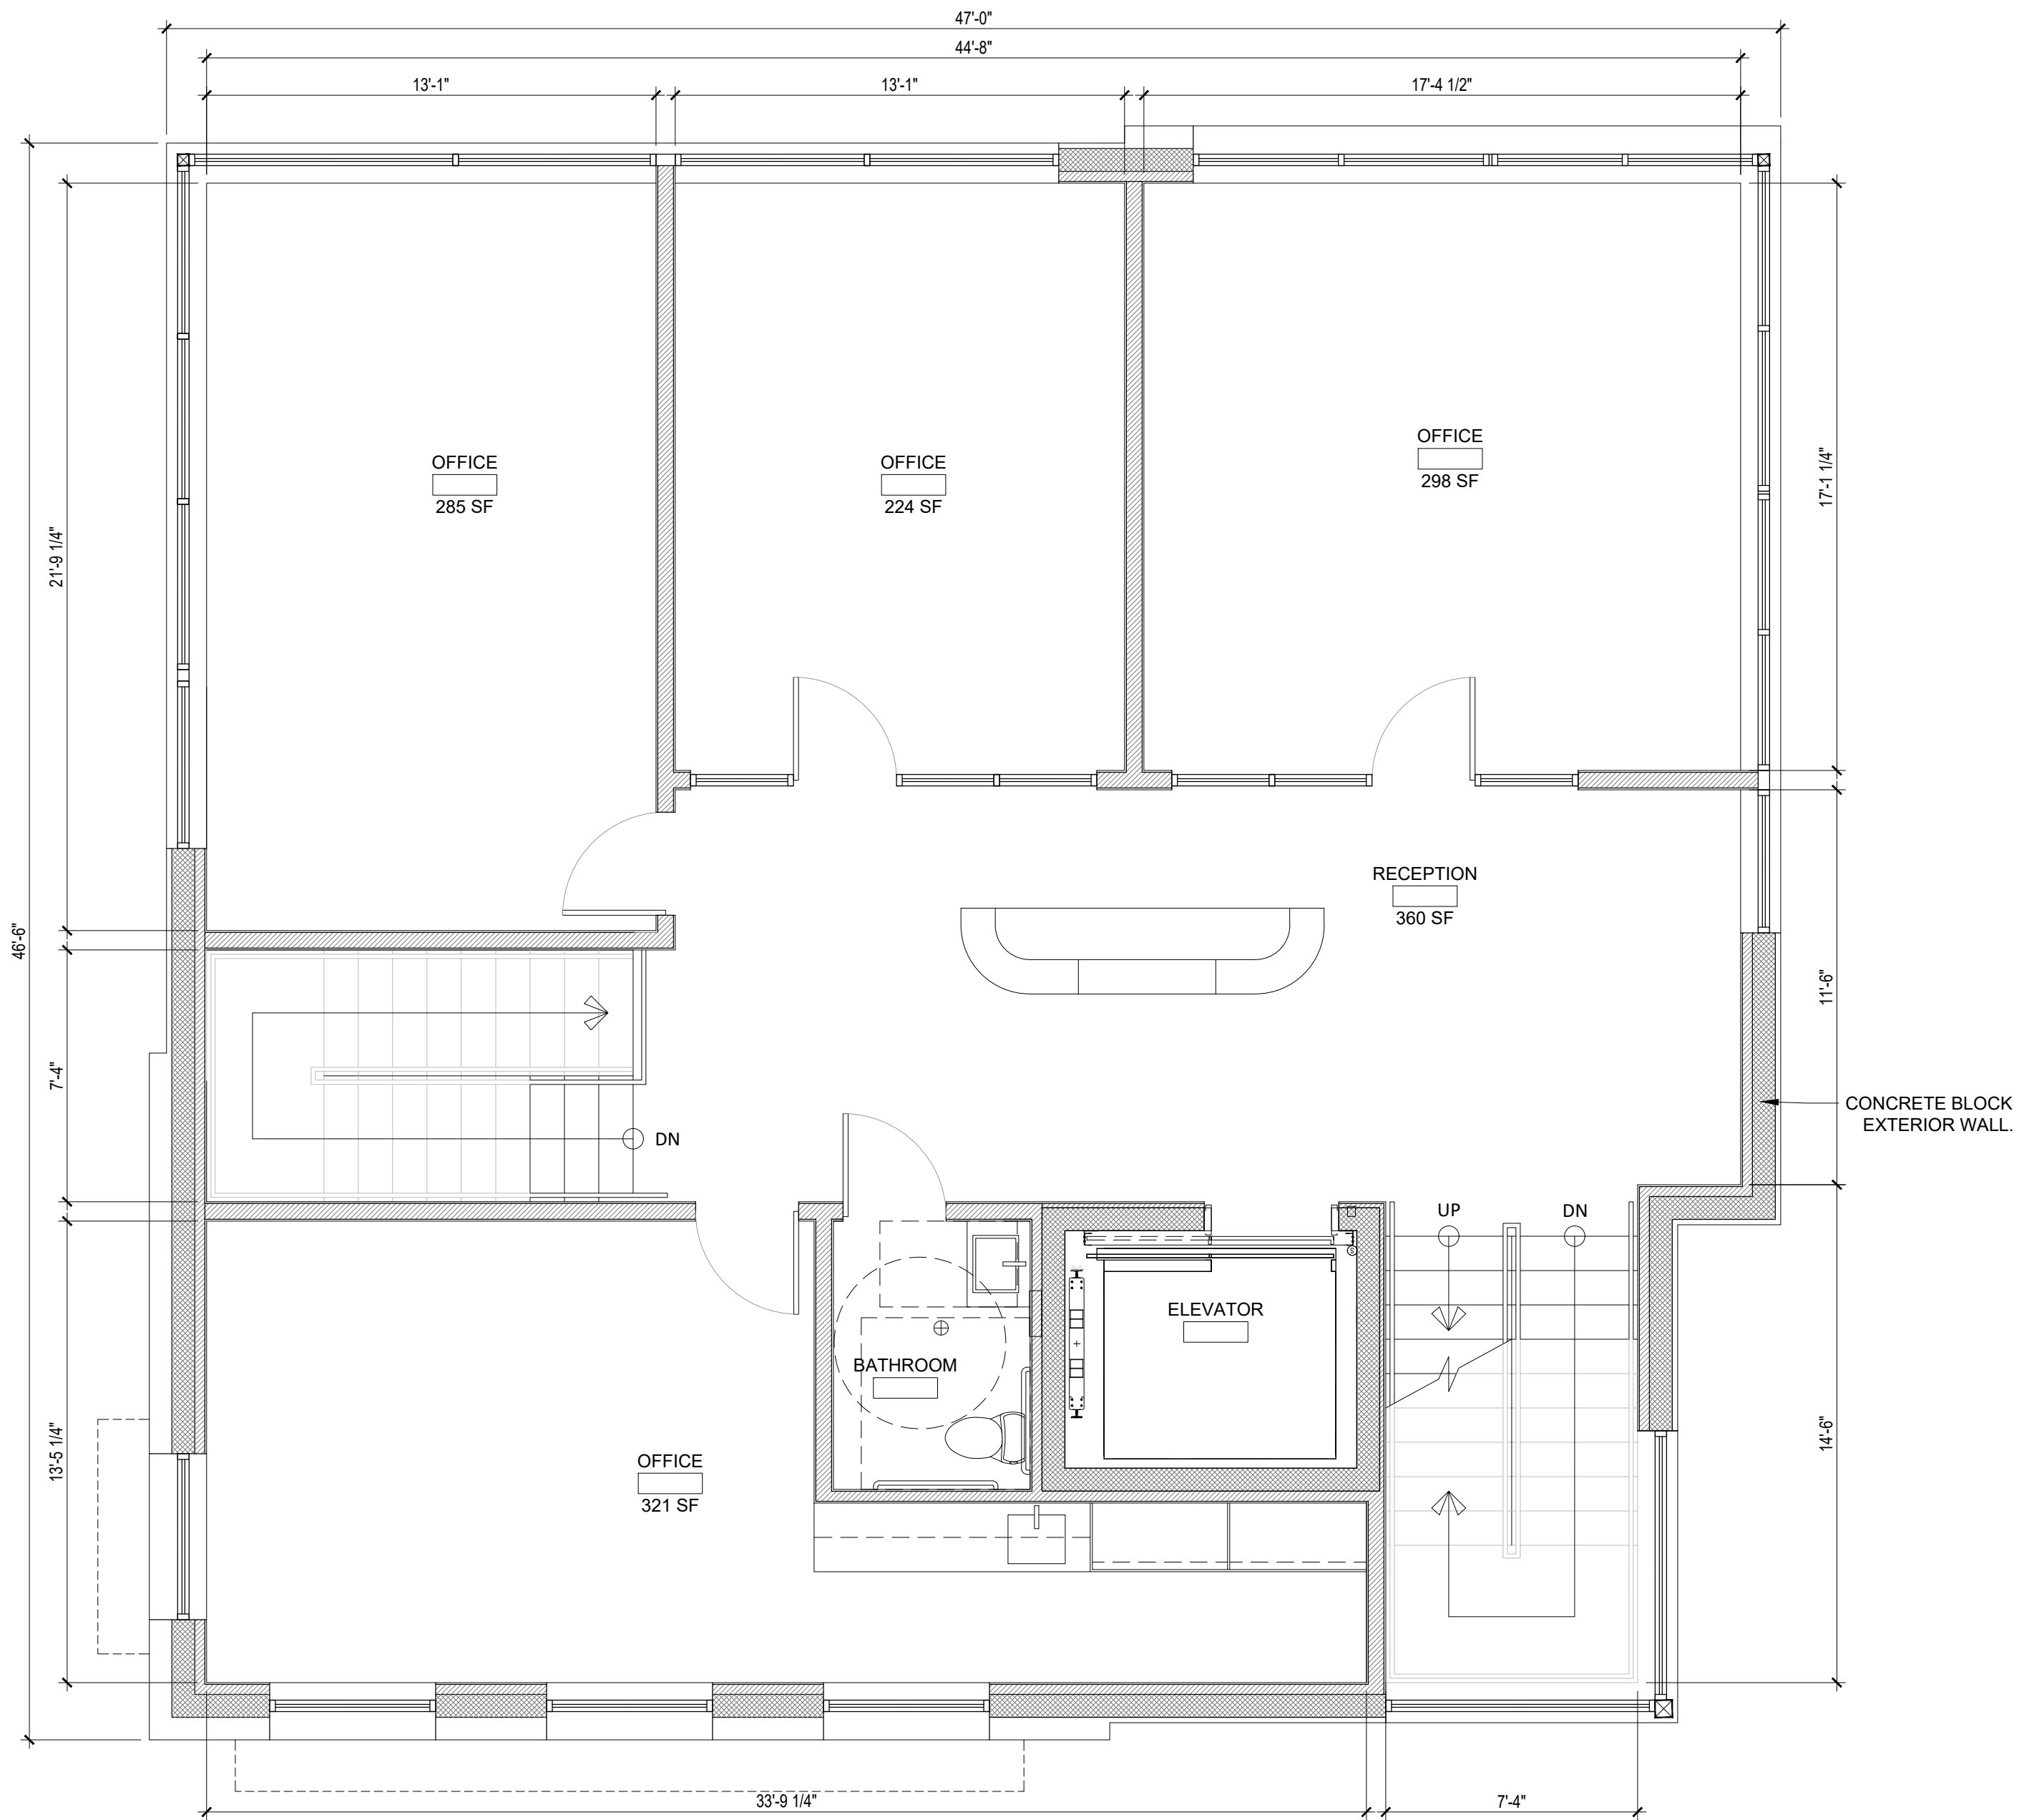 47'-0"
44'-8"
13'-1"
13'-1"
17'-4 1/2"
OFFICE
285 SF
OFFICE
224 SF
OFFICE
298 SF
21'-9 1/4"
17'-1 1/4"
46'-6"
RECEPTION
360 SF
11'-6"
7'-4"
DN
CONCRETE BLOCK
EXTERIOR WALL.
UP
DN
ELEVATOR
BATHROOM
13'-5 1/4"
14'-6"
OFFICE
321 SF
33'-9 1/4"
7'-4"